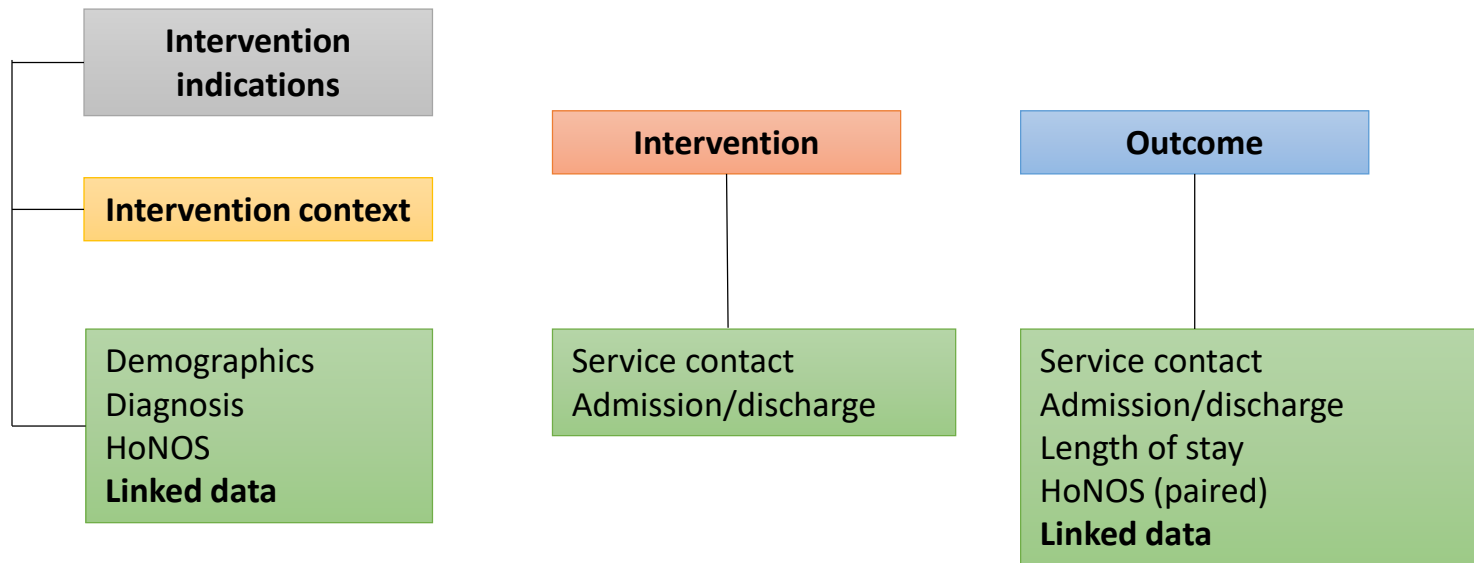 Intervention
indications
Intervention context
Demographics
Diagnosis
HoNOS
Linked data
Intervention
Service contact
Admission/discharge
Outcome
Service contact
Admission/discharge
Length of stay
HoNOS (paired)
Linked data